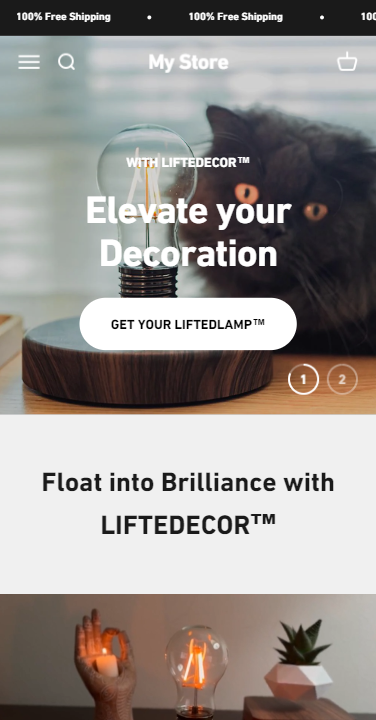 100% Free Shipping • 100% Free Shipping • 100
My Store
WITH LIFTEDECOR™
Elevate your
Decoration
GET YOUR LIFTEDLAMP™
1 2
Float into Brilliance with
LIFTEDECOR™